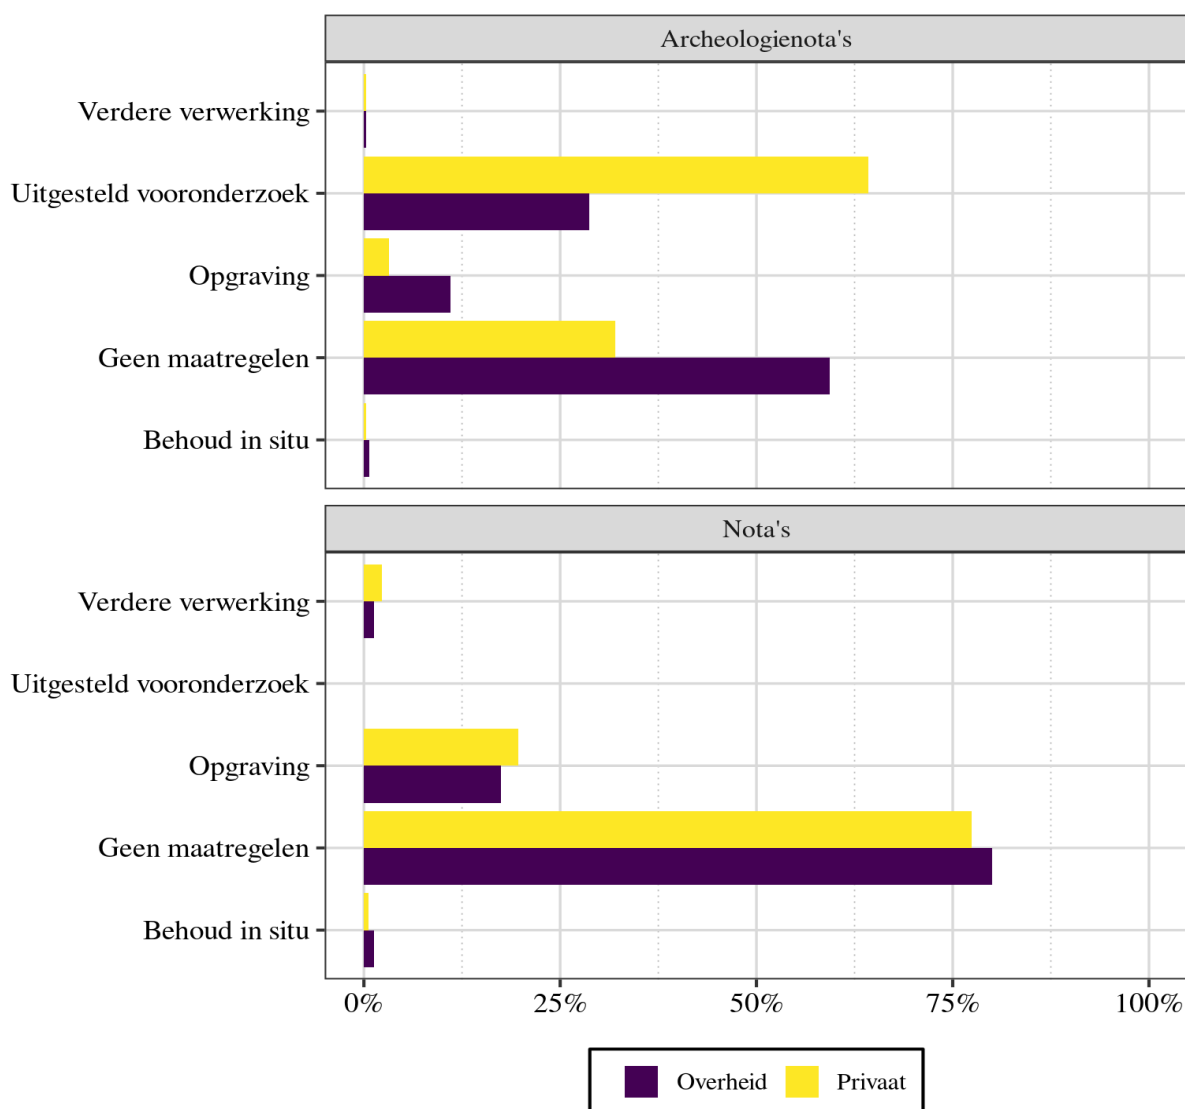 Archeologienota's
Verdere verwerking
Uitgesteld vooronderzoek
Opgraving
Geen maatregelen
Behoud in situ
Nota's
Verdere verwerking
Uitgesteld vooronderzoek
Opgraving
Geen maatregelen
Behoud in situ
0% 25% 50% 75% 100%
Overheid Privaat